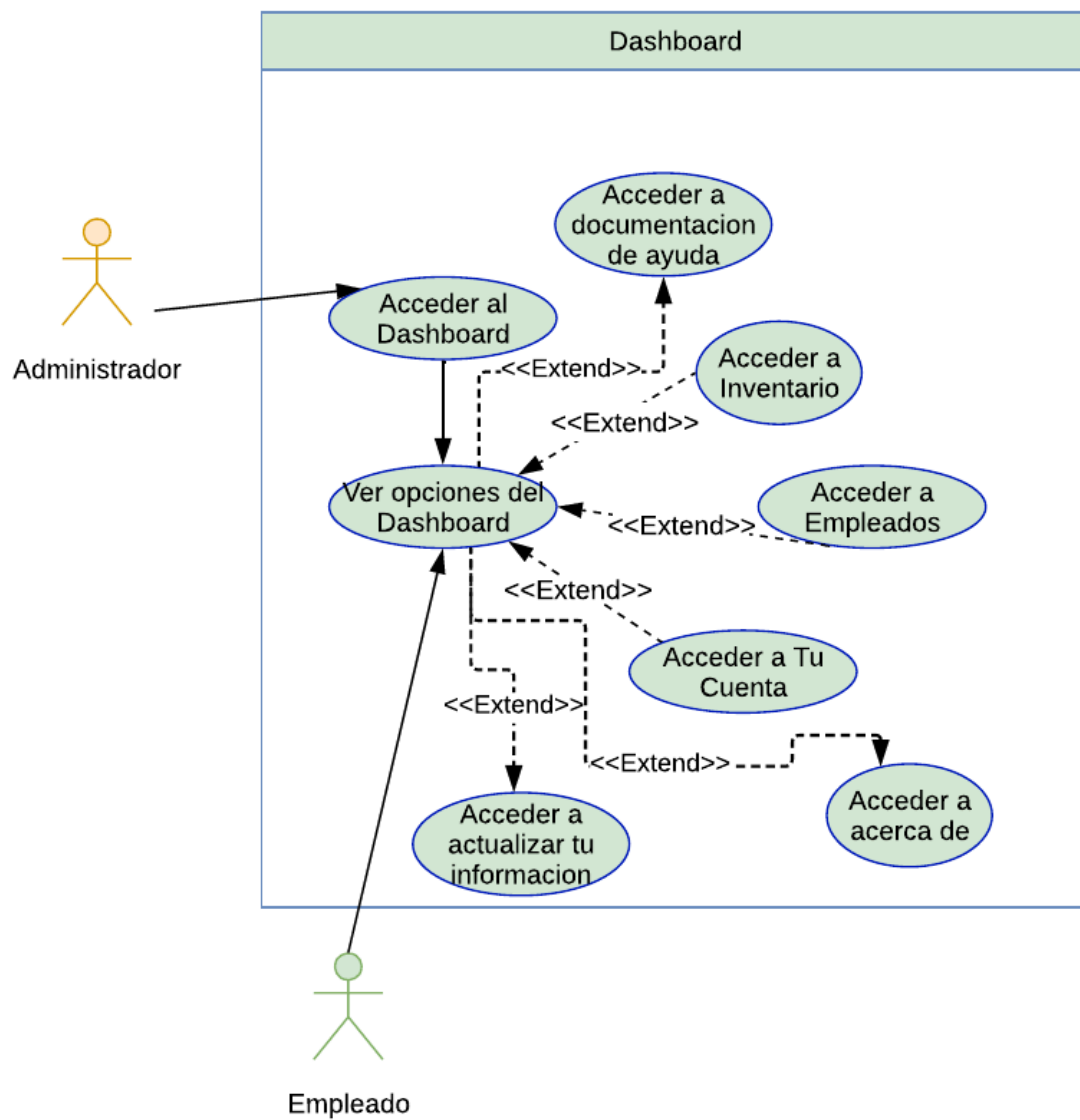 Dashboard
Acceder a
documentacion
de ayuda
Acceder al
Dashboard
Administrador
<<Extend>>
Acceder a
Inventario
<<Extend>>
Ver opciones del
Dashboard
Acceder a
Empleados
<<Extend>>
<<Extend>>
Acceder a Tu
Cuenta
<<Extend>>
<<Extend>>
Acceder a
actualizar tu
informacion
Acceder a
acerca de
Empleado